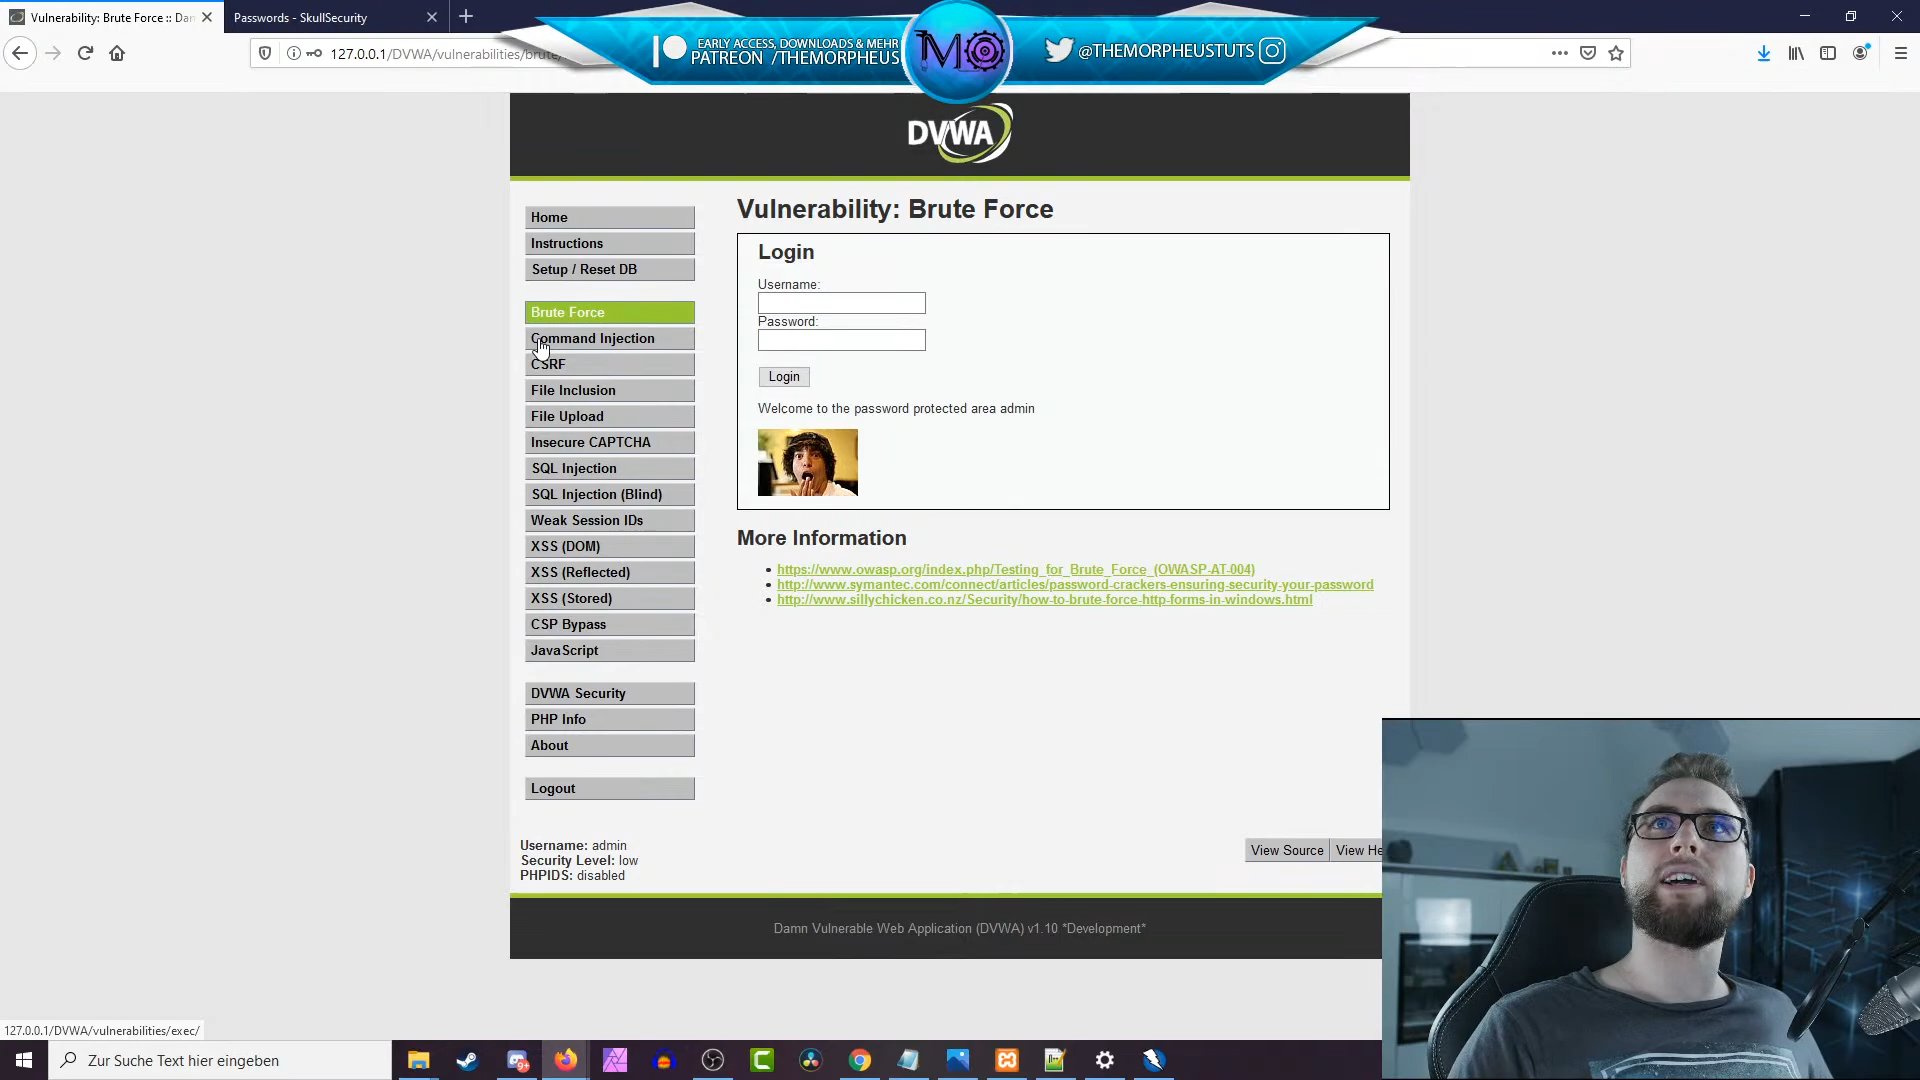 Vulnerability: Brute Force :: Dan
Passwords - SkullSecurity
127.0.0.1/DVWA/vulnerabilities/brute/
EARLY ACCESS, DOWNLOADS & MEHR
PATREON /THEMORPHEUS
MO
@THEMORPHEUSTUTS
DVWA
Home
Instructions
Setup / Reset DB
Brute Force
Command Injection
CSRF
File Inclusion
File Upload
Insecure CAPTCHA
SQL Injection
SQL Injection (Blind)
Weak Session IDs
XSS (DOM)
XSS (Reflected)
XSS (Stored)
CSP Bypass
JavaScript
DVWA Security
PHP Info
About
Logout
Vulnerability: Brute Force
Login
Username:
Password:
Login
Welcome to the password protected area admin
More Information
https://www.owasp.org/index.php/Testing_for_Brute_Force_(OWASP-AT-004)
http://www.symantec.com/connect/articles/password-crackers-ensuring-security-your-password
http://www.sillychicken.co.nz/Security/how-to-brute-force-http-forms-in-windows.html
Username: admin
Security Level: low
PHPIDS: disabled
View Source
View He
Damn Vulnerable Web Application (DVWA) v1.10 *Development*
127.0.0.1/DVWA/vulnerabilities/exec/
Zur Suche Text hier eingeben
9+